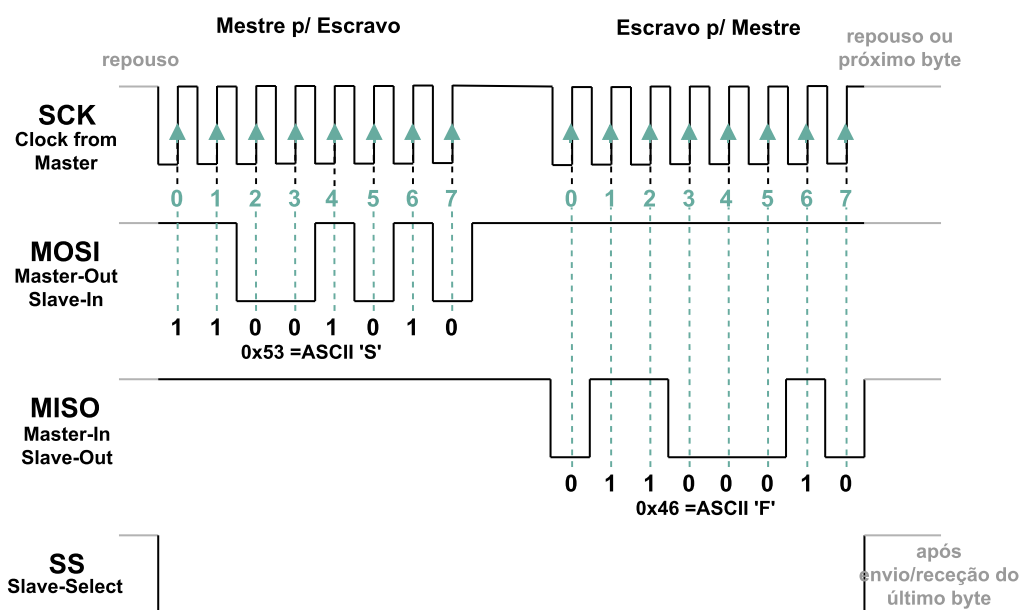 Mestre p/ Escravo
Escravo p/ Mestre
repouso
repouso ou
próximo byte
SCK
Clock from
Master
0 1 2 3 4 5 6 7
0 1 2 3 4 5 6 7
MOSI
Master-Out
Slave-In
1 1 0 0 1 0 1 0
0x53 =ASCII 'S'
MISO
Master-In
Slave-Out
0 1 1 0 0 0 1 0
0x46 =ASCII 'F'
SS
Slave-Select
após
envio/receção do
último byte